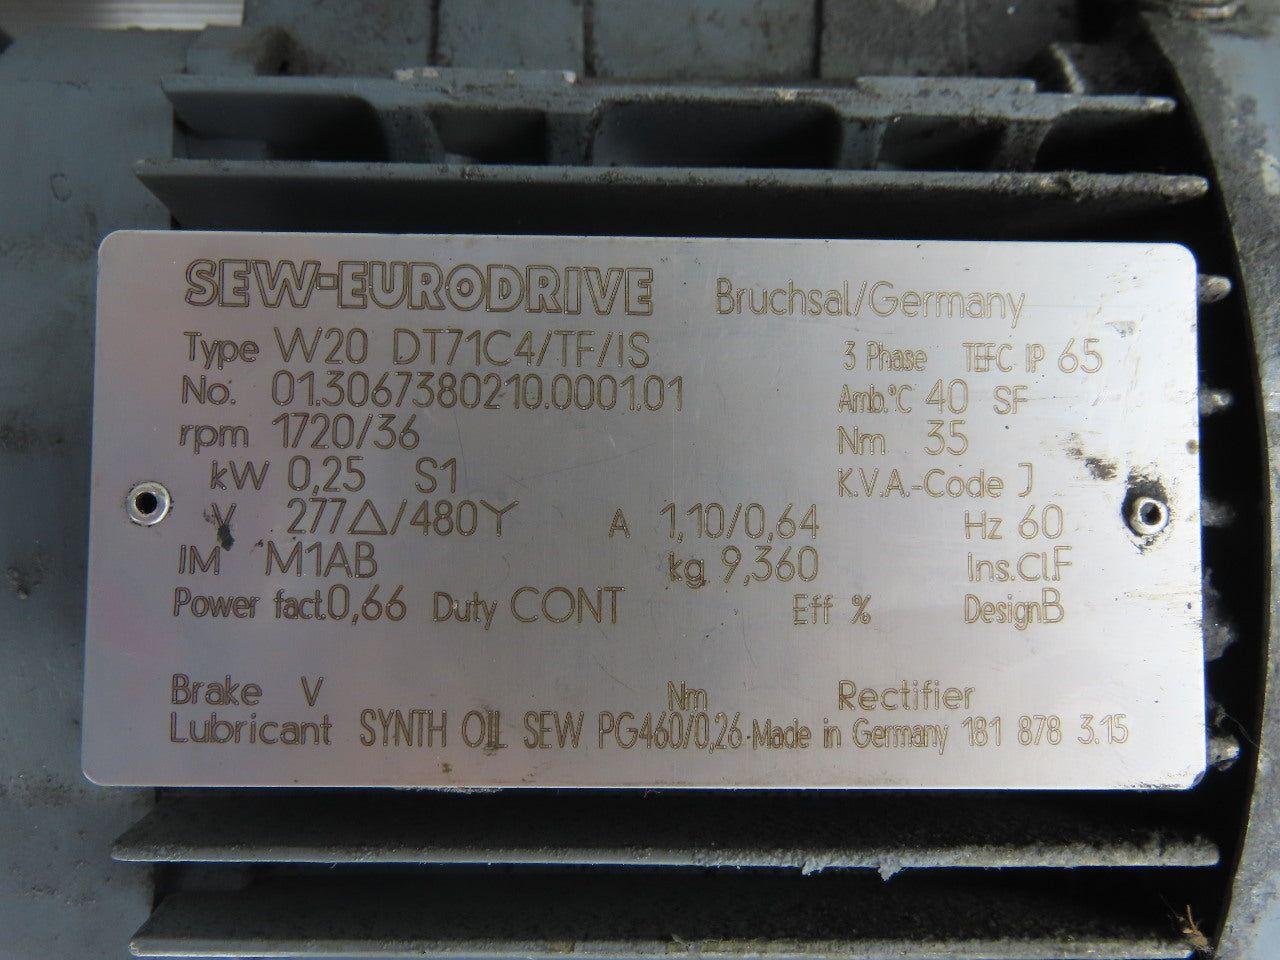 SEW-EURODRIVE Bruchsal/Germany
Type W20 DT71C4/TF/IS 3 Phase TEFC IP 65
No. 01.3067380210.0001.01 Amb.°C 40 SF
rpm 1720/36 Nm 35
kW 0,25 S1 K.V.A.-Code J
V 277△/480Y A 1,10/0,64 Hz 60
IM M1AB kg 9,360 Ins.Cl.F
Power fact.0,66 Duty CONT Eff % DesignB
Brake V Nm Rectifier
Lubricant SYNTH OIL SEW PG460/0,26 Made in Germany 181 878 3.15